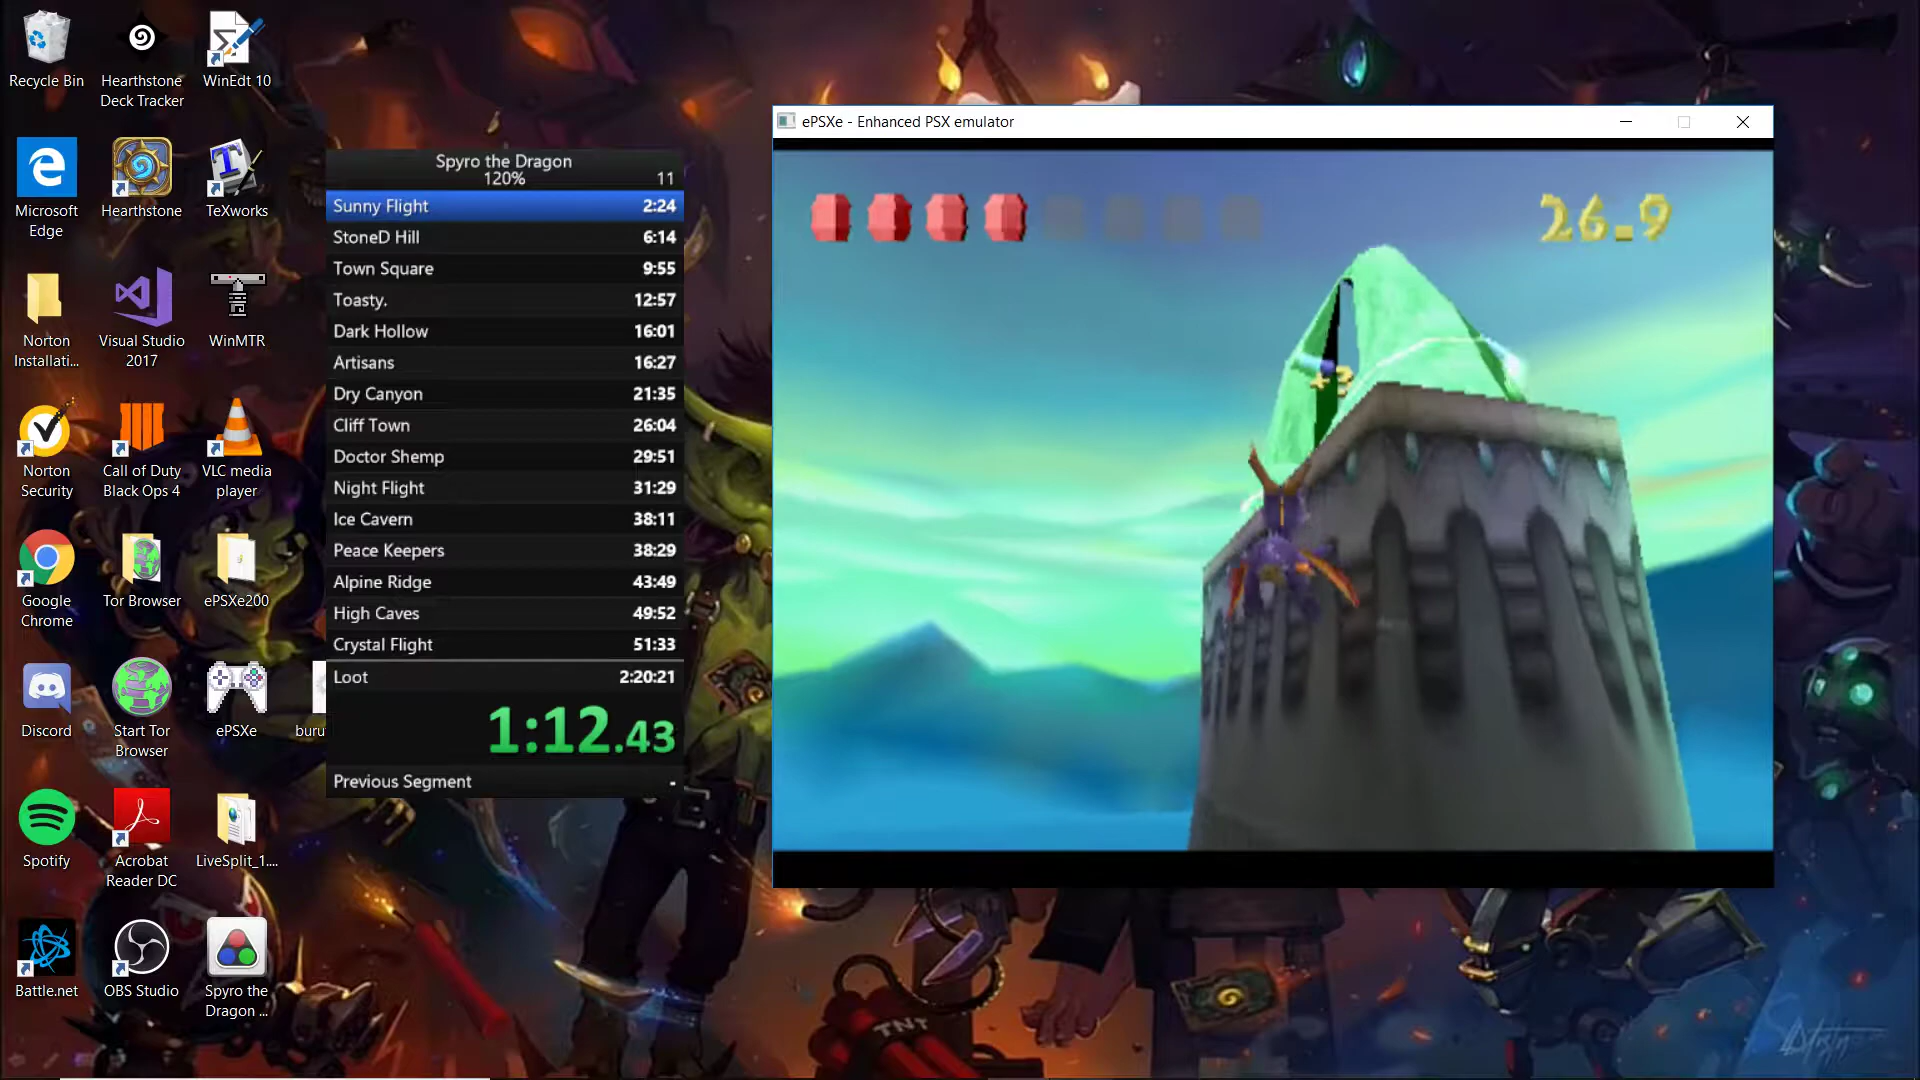 Recycle Bin
Hearthstone
Deck Tracker
WinEdt 10
Microsoft
Edge
Hearthstone
TeXworks
Norton
Installati...
Visual Studio
2017
WinMTR
Norton
Security
Call of Duty
Black Ops 4
VLC media
player
Google
Chrome
Tor Browser
ePSXe200
Discord
Start Tor
Browser
ePSXe
buru
Spotify
Acrobat
Reader DC
LiveSplit_1....
Battle.net
OBS Studio
Spyro the
Dragon ...
Spyro the Dragon
120% 11
Sunny Flight 2:24
StoneD Hill 6:14
Town Square 9:55
Toasty. 12:57
Dark Hollow 16:01
Artisans 16:27
Dry Canyon 21:35
Cliff Town 26:04
Doctor Shemp 29:51
Night Flight 31:29
Ice Cavern 38:11
Peace Keepers 38:29
Alpine Ridge 43:49
High Caves 49:52
Crystal Flight 51:33
Loot 2:20:21
1:12.43
Previous Segment -
ePSXe - Enhanced PSX emulator
26.9
TNT